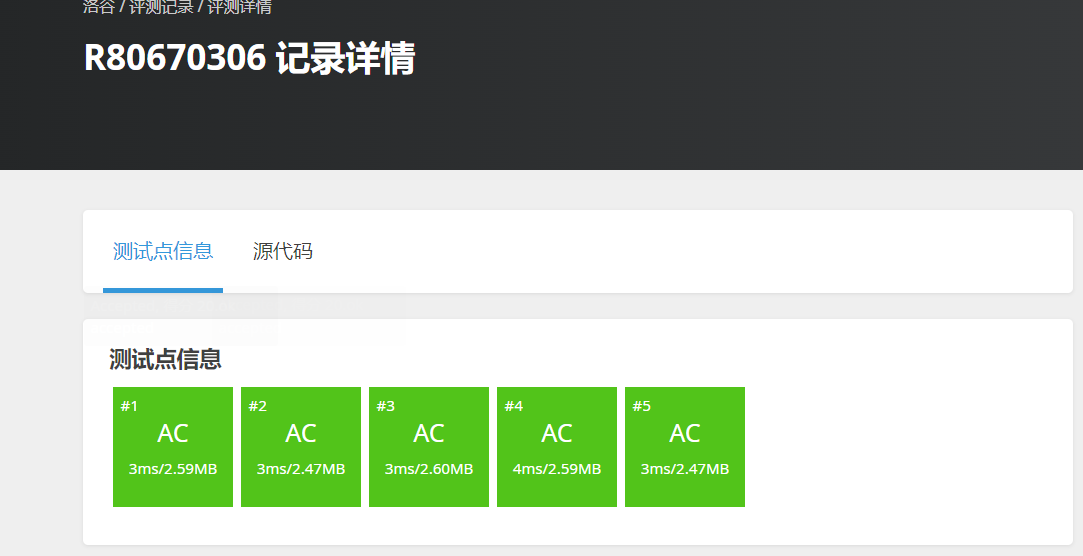 洛谷 / 评测记录 / 评测详情
R80670306 记录详情
测试点信息 源代码
测试点信息
#1 #2 #3 #4 #5
AC AC AC AC AC
3ms/2.59MB 3ms/2.47MB 3ms/2.60MB 4ms/2.59MB 3ms/2.47MB